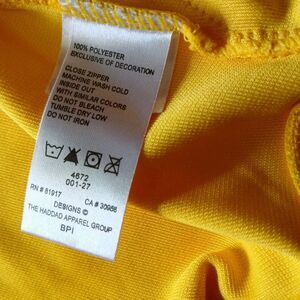 100% POLYESTER
EXCLUSIVE OF DECORATION
CLOSE ZIPPER
MACHINE WASH COLD
INSIDE OUT
WITH SIMILAR COLORS
DO NOT BLEACH
TUMBLE DRY LOW
DO NOT IRON
4672
001-27
RN # 81917 CA # 30956
DESIGNS ©
THE HADDAD APPAREL GROUP
BPI